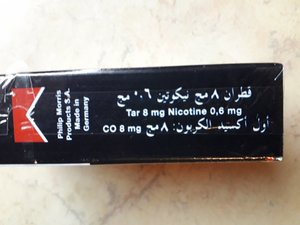 قطران ٨ مج نيكوتين ٠،٦ مج
Tar 8 mg Nicotine 0,6 mg
أول أكسيد الكربون: ٨ مج CO 8 mg
Philip Morris
Products S.A.
Made in
Germany